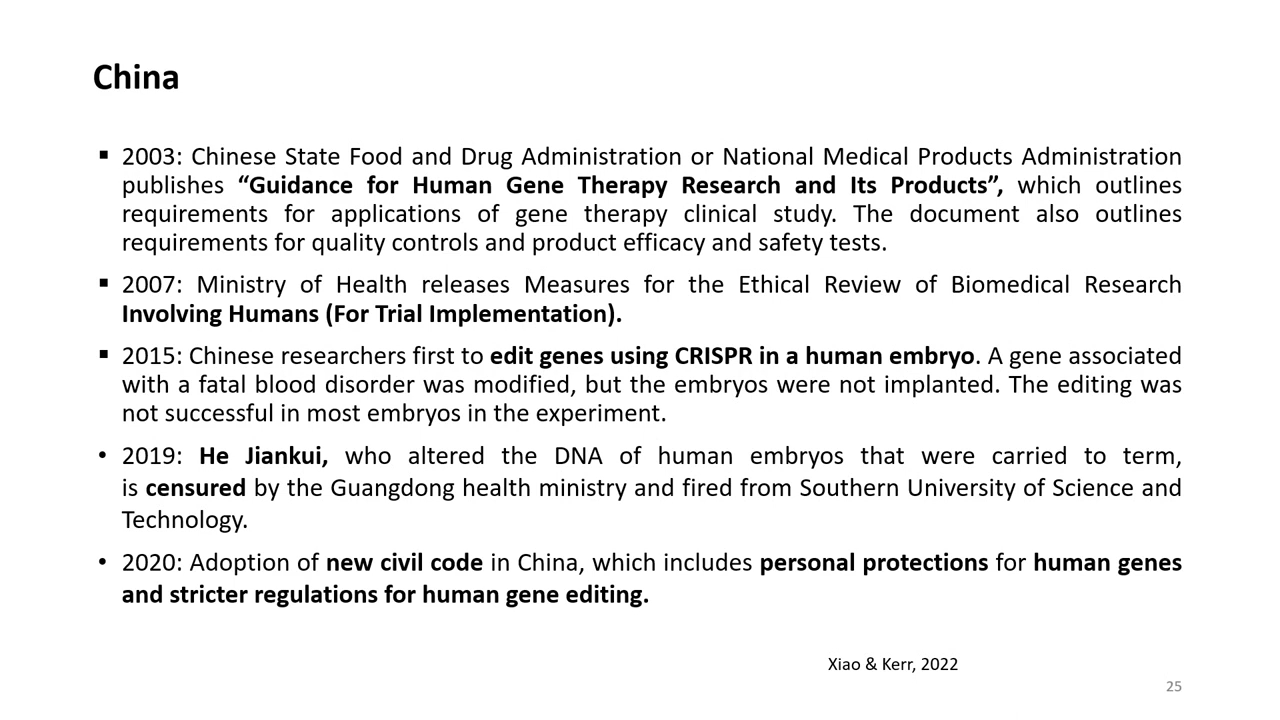 China
▪ 2003: Chinese State Food and Drug Administration or National Medical Products Administration
publishes “Guidance for Human Gene Therapy Research and Its Products”, which outlines
requirements for applications of gene therapy clinical study. The document also outlines
requirements for quality controls and product efficacy and safety tests.
▪ 2007: Ministry of Health releases Measures for the Ethical Review of Biomedical Research
Involving Humans (For Trial Implementation).
▪ 2015: Chinese researchers first to edit genes using CRISPR in a human embryo. A gene associated
with a fatal blood disorder was modified, but the embryos were not implanted. The editing was
not successful in most embryos in the experiment.
• 2019: He Jiankui, who altered the DNA of human embryos that were carried to term,
is censured by the Guangdong health ministry and fired from Southern University of Science and
Technology.
• 2020: Adoption of new civil code in China, which includes personal protections for human genes
and stricter regulations for human gene editing.
Xiao & Kerr, 2022
25